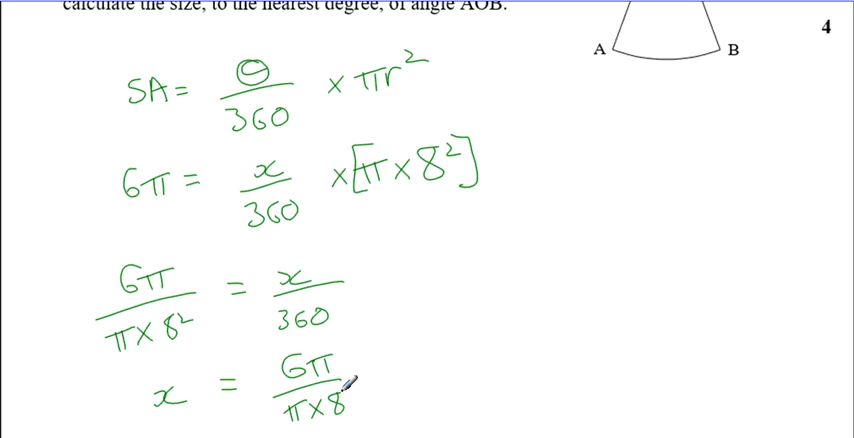 calculate the size, to the nearest degree, of angle AOB.
4
A B
SA = Θ/360 × πr²
6π = x/360 × [π × 8²]
6π/π×8² = x/360
x = 6π/π×8